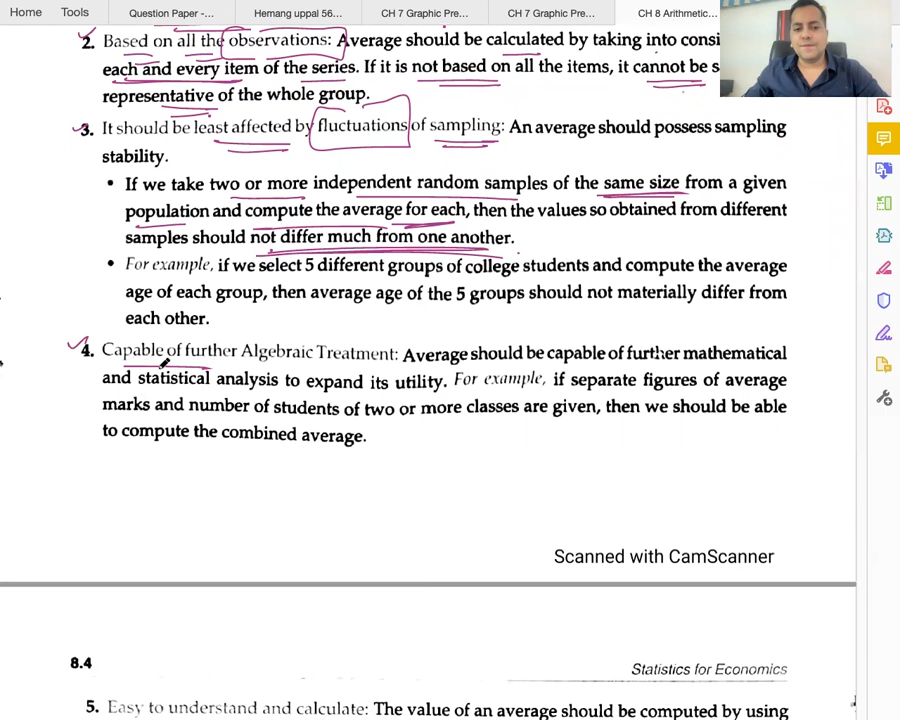 Home Tools Question Paper -... Hemang uppal 56... CH 7 Graphic Pre... CH 7 Graphic Pre... CH 8 Arithmetic...
2. Based on all the observations: Average should be calculated by taking into consi
each and every item of the series. If it is not based on all the items, it cannot be s
representative of the whole group.
3. It should be least affected by fluctuations of sampling: An average should possess sampling
stability.
• If we take two or more independent random samples of the same size from a given
population and compute the average for each, then the values so obtained from different
samples should not differ much from one another.
• For example, if we select 5 different groups of college students and compute the average
age of each group, then average age of the 5 groups should not materially differ from
each other.
4. Capable of further Algebraic Treatment: Average should be capable of further mathematical
and statistical analysis to expand its utility. For example, if separate figures of average
marks and number of students of two or more classes are given, then we should be able
to compute the combined average.
Scanned with CamScanner
8.4
Statistics for Economics
5. Easy to understand and calculate: The value of an average should be computed by using